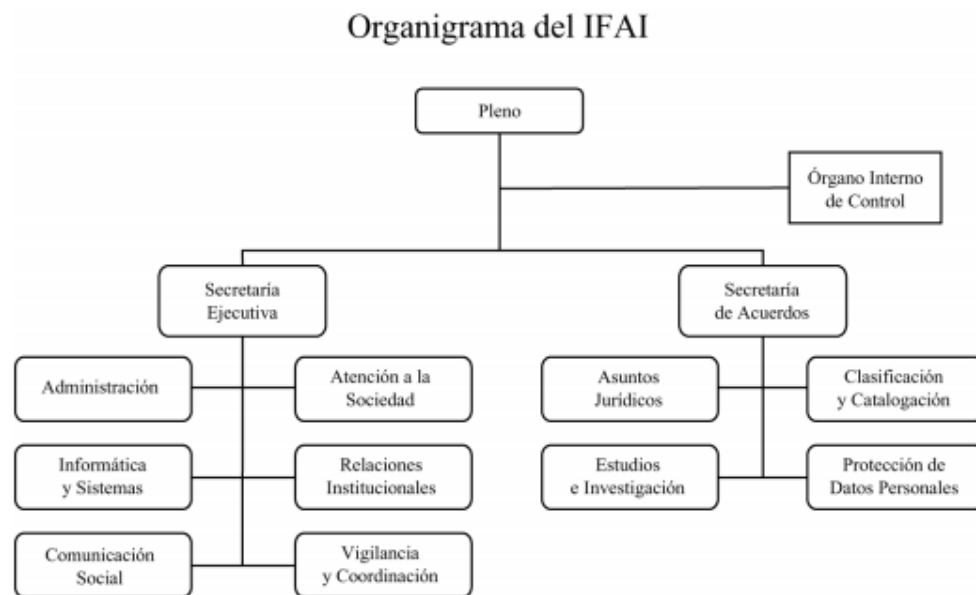 Organigrama del IFAI
Pleno
Órgano Interno
de Control
Secretaría
Ejecutiva
Secretaría
de Acuerdos
Administración
Atención a la
Sociedad
Asuntos
Jurídicos
Clasificación
y Catalogación
Informática
y Sistemas
Relaciones
Institucionales
Estudios
e Investigación
Protección de
Datos Personales
Comunicación
Social
Vigilancia
y Coordinación